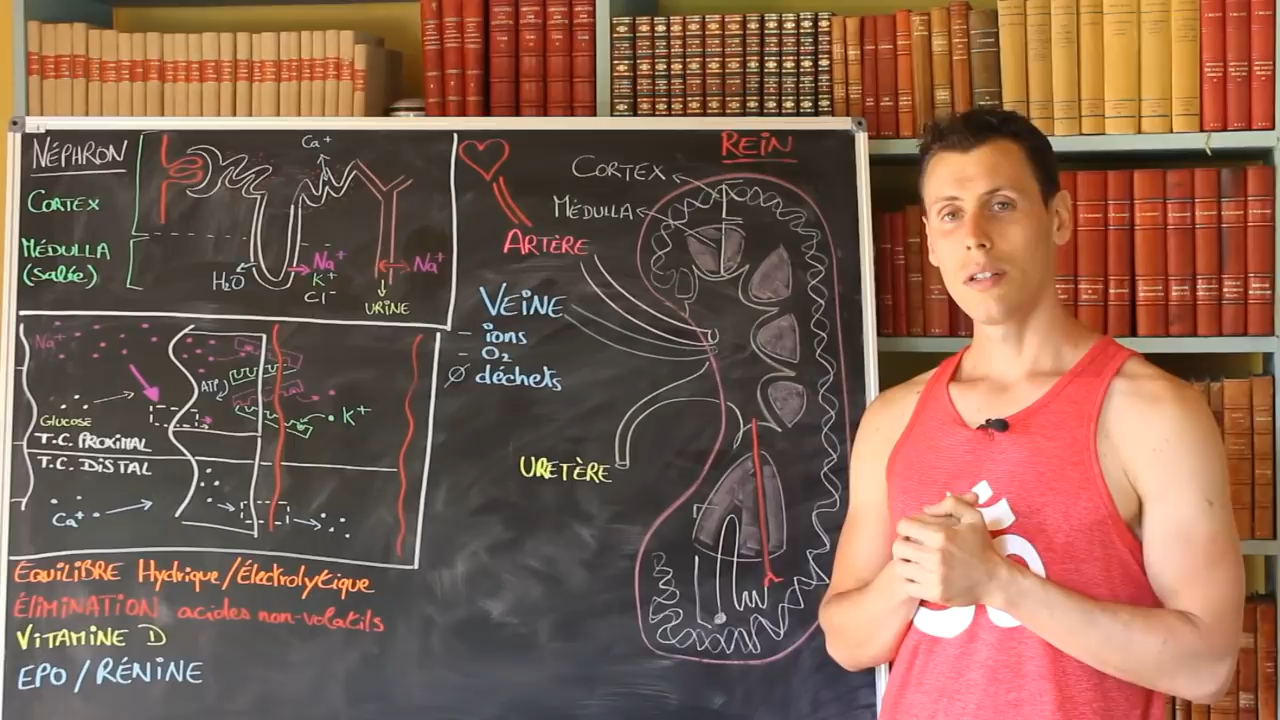 NÉPHRON
CORTEX
MÉDULLA
(salée)
Ca+
H2O
Na+
K+
Cl-
Na+
URINE
Na+
GLUCOSE
ATP
K+
T.C. PROXIMAL
T.C. DISTAL
Ca+
ÉQUILIBRE Hydrique/Électrolytique
ÉLIMINATION acides non-volatils
VITAMINE D
EPO / RÉNINE
REIN
CORTEX
MÉDULLA
ARTÈRE
VEINE
- ions
- O2
Ø déchets
URETÈRE